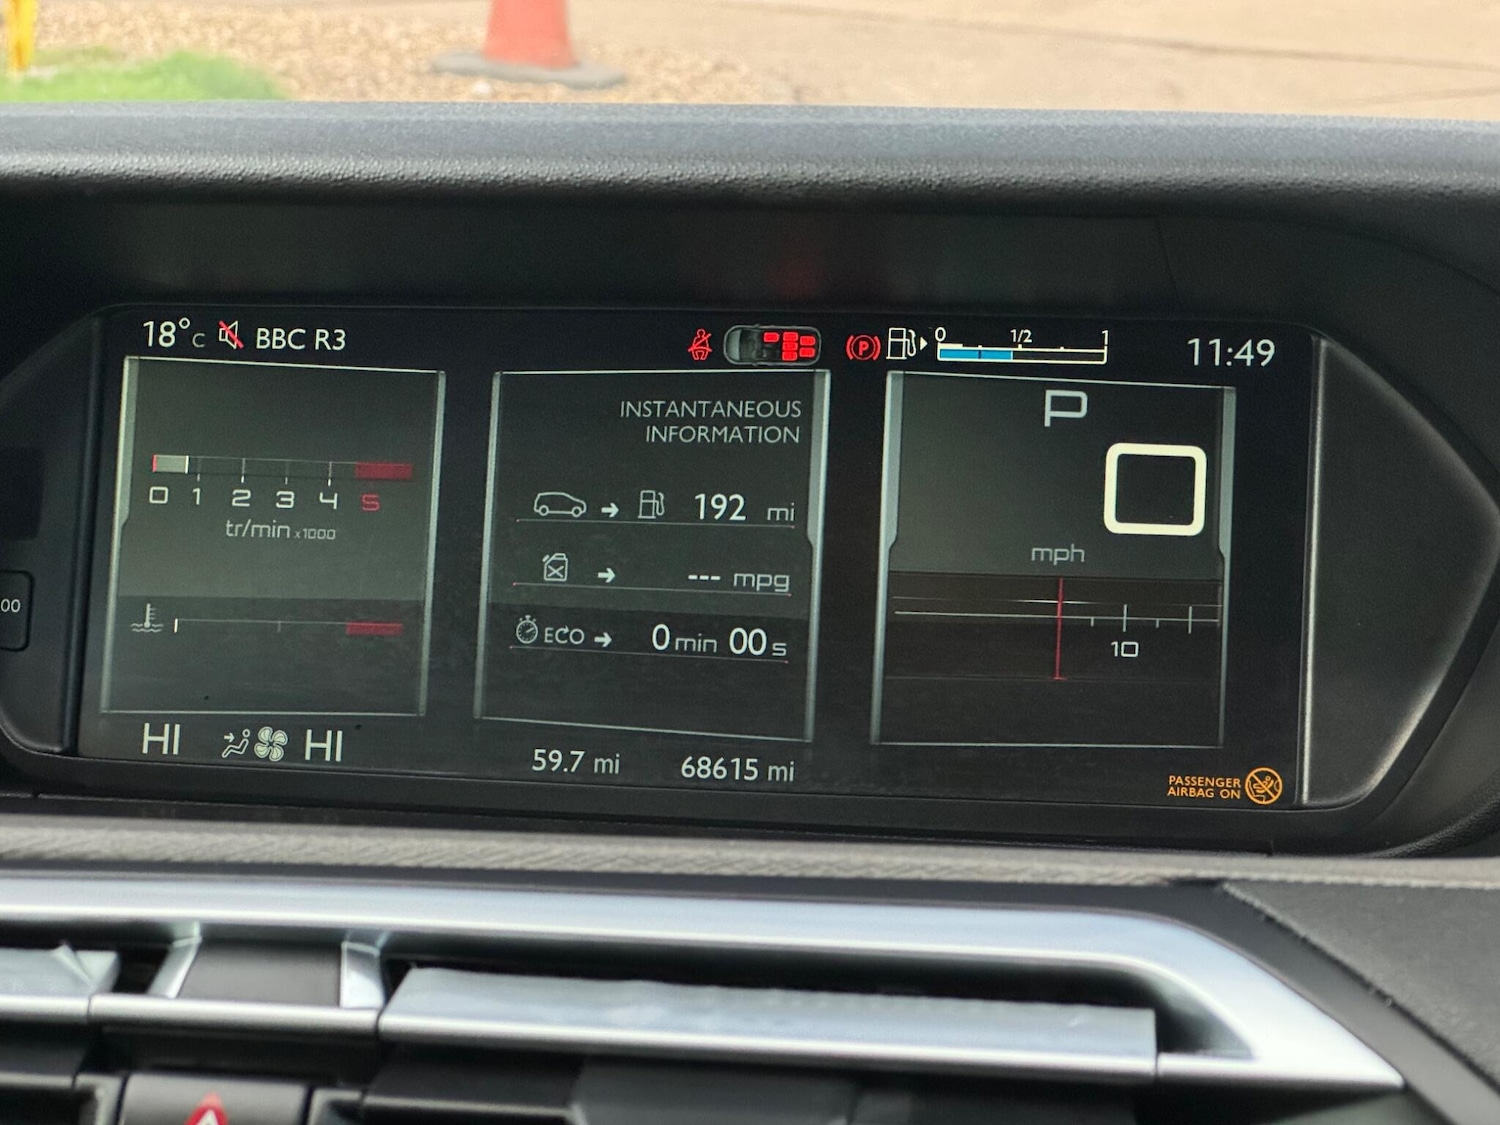 18°C BBC R3
0 1/2 1
11:49
0 1 2 3 4 5
tr/min x1000
INSTANTANEOUS
INFORMATION
192 mi
--- mpg
ECO 0 min 00 s
P
0
mph
10
HI HI
59.7 mi 68615 mi
PASSENGER
AIRBAG ON
00